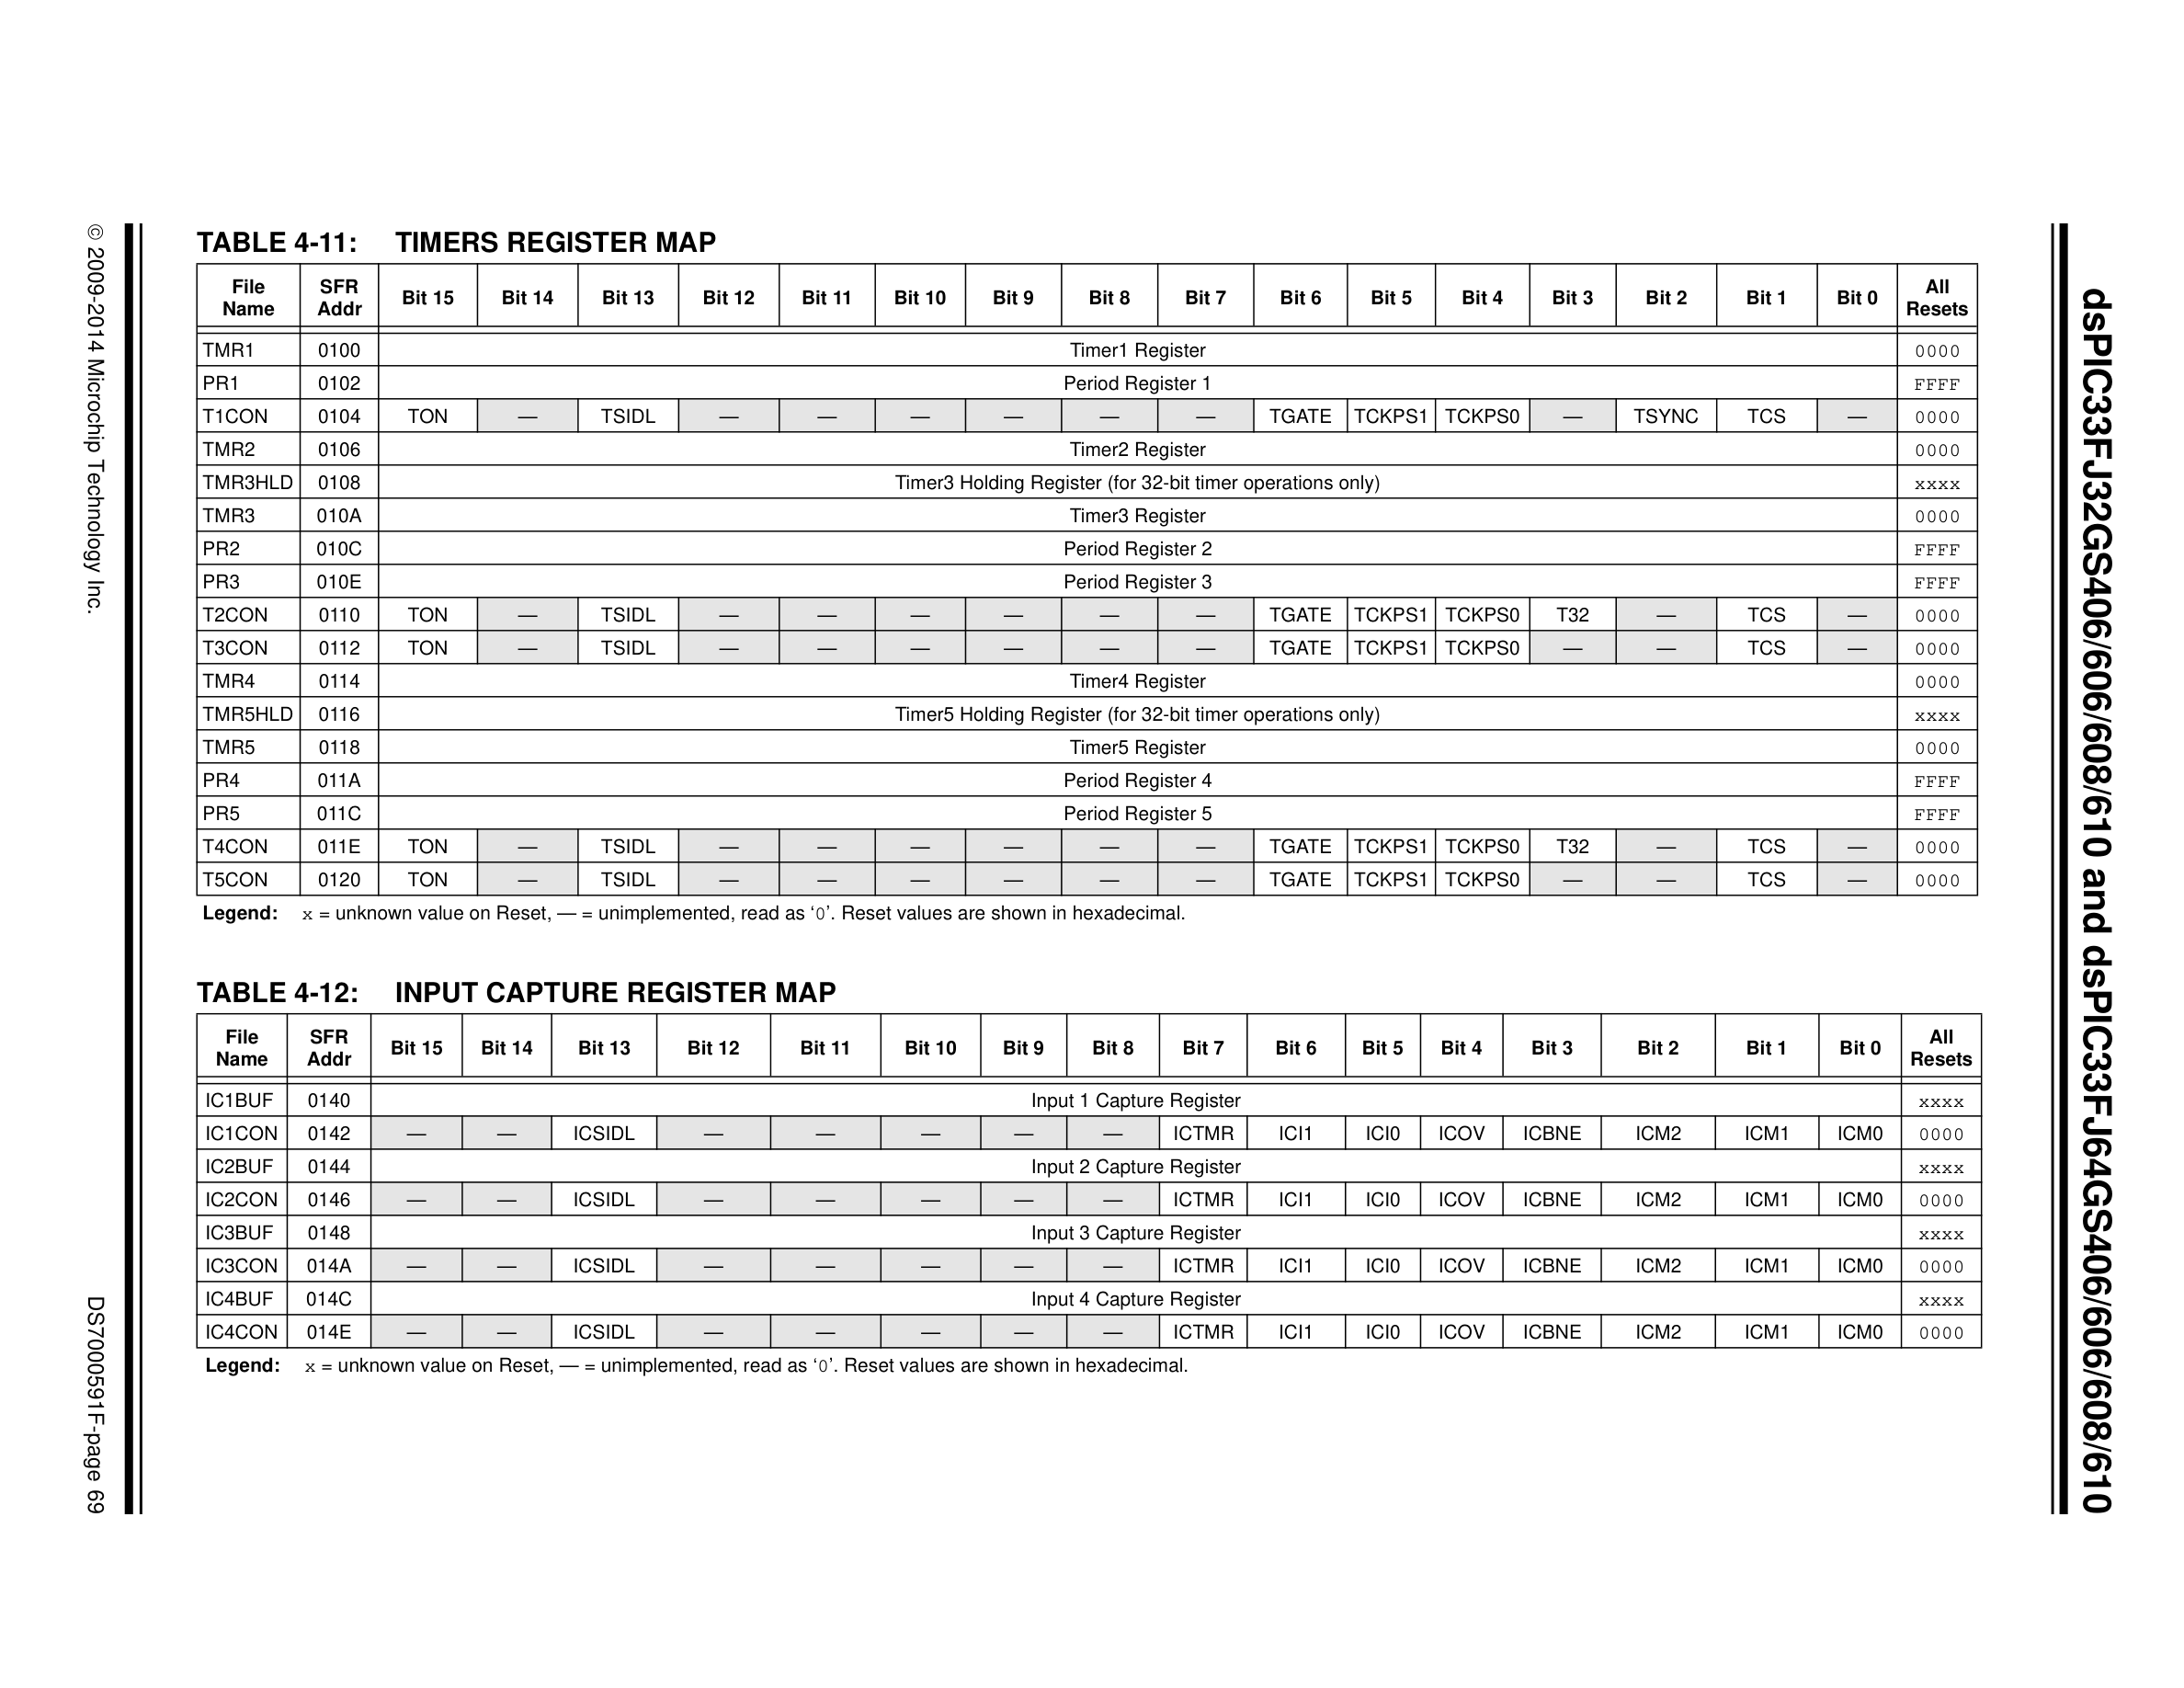 TABLE 4-11: TIMERS REGISTER MAP
File Name SFR Addr Bit 15 Bit 14 Bit 13 Bit 12 Bit 11 Bit 10 Bit 9 Bit 8 Bit 7 Bit 6 Bit 5 Bit 4 Bit 3 Bit 2 Bit 1 Bit 0 All Resets
TMR1 0100 Timer1 Register 0000
PR1 0102 Period Register 1 FFFF
T1CON 0104 TON — TSIDL — — — — — — TGATE TCKPS1 TCKPS0 — TSYNC TCS — 0000
TMR2 0106 Timer2 Register 0000
TMR3HLD 0108 Timer3 Holding Register (for 32-bit timer operations only) xxxx
TMR3 010A Timer3 Register 0000
PR2 010C Period Register 2 FFFF
PR3 010E Period Register 3 FFFF
T2CON 0110 TON — TSIDL — — — — — — TGATE TCKPS1 TCKPS0 T32 — TCS — 0000
T3CON 0112 TON — TSIDL — — — — — — TGATE TCKPS1 TCKPS0 — — TCS — 0000
TMR4 0114 Timer4 Register 0000
TMR5HLD 0116 Timer5 Holding Register (for 32-bit timer operations only) xxxx
TMR5 0118 Timer5 Register 0000
PR4 011A Period Register 4 FFFF
PR5 011C Period Register 5 FFFF
T4CON 011E TON — TSIDL — — — — — — TGATE TCKPS1 TCKPS0 T32 — TCS — 0000
T5CON 0120 TON — TSIDL — — — — — — TGATE TCKPS1 TCKPS0 — — TCS — 0000
Legend: x = unknown value on Reset, — = unimplemented, read as ‘0’. Reset values are shown in hexadecimal.
TABLE 4-12: INPUT CAPTURE REGISTER MAP
File Name SFR Addr Bit 15 Bit 14 Bit 13 Bit 12 Bit 11 Bit 10 Bit 9 Bit 8 Bit 7 Bit 6 Bit 5 Bit 4 Bit 3 Bit 2 Bit 1 Bit 0 All Resets
IC1BUF 0140 Input 1 Capture Register xxxx
IC1CON 0142 — — ICSIDL — — — — — ICTMR ICI1 ICI0 ICOV ICBNE ICM2 ICM1 ICM0 0000
IC2BUF 0144 Input 2 Capture Register xxxx
IC2CON 0146 — — ICSIDL — — — — — ICTMR ICI1 ICI0 ICOV ICBNE ICM2 ICM1 ICM0 0000
IC3BUF 0148 Input 3 Capture Register xxxx
IC3CON 014A — — ICSIDL — — — — — ICTMR ICI1 ICI0 ICOV ICBNE ICM2 ICM1 ICM0 0000
IC4BUF 014C Input 4 Capture Register xxxx
IC4CON 014E — — ICSIDL — — — — — ICTMR ICI1 ICI0 ICOV ICBNE ICM2 ICM1 ICM0 0000
Legend: x = unknown value on Reset, — = unimplemented, read as ‘0’. Reset values are shown in hexadecimal.
dsPIC33FJ32GS406/606/608/610 and dsPIC33FJ64GS406/606/608/610
© 2009-2014 Microchip Technology Inc.
DS70000591F-page 69